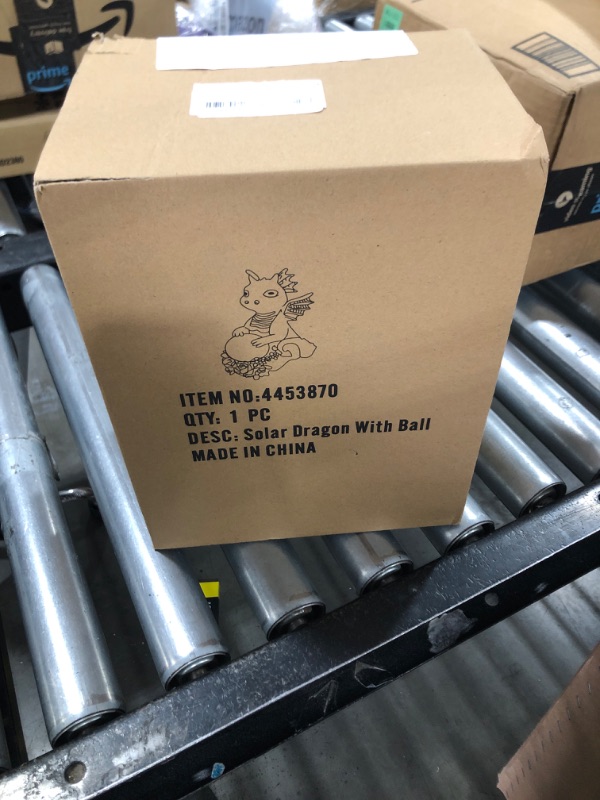 prime
ITEM NO:4453870
QTY: 1 PC
DESC: Solar Dragon With Ball
MADE IN CHINA